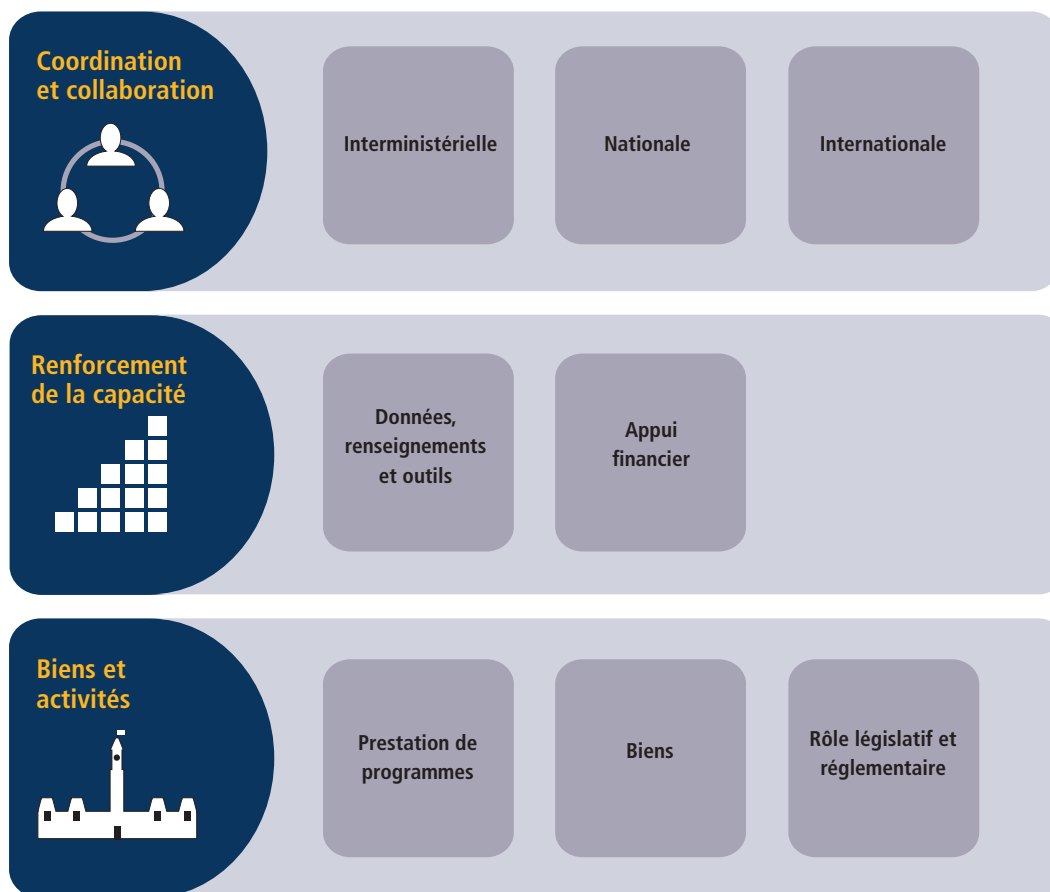 Coordination
et collaboration
Interministérielle
Nationale
Internationale
Renforcement
de la capacité
Données,
renseignements
et outils
Appui
financier
Biens et
activités
Prestation de
programmes
Biens
Rôle législatif et
réglementaire